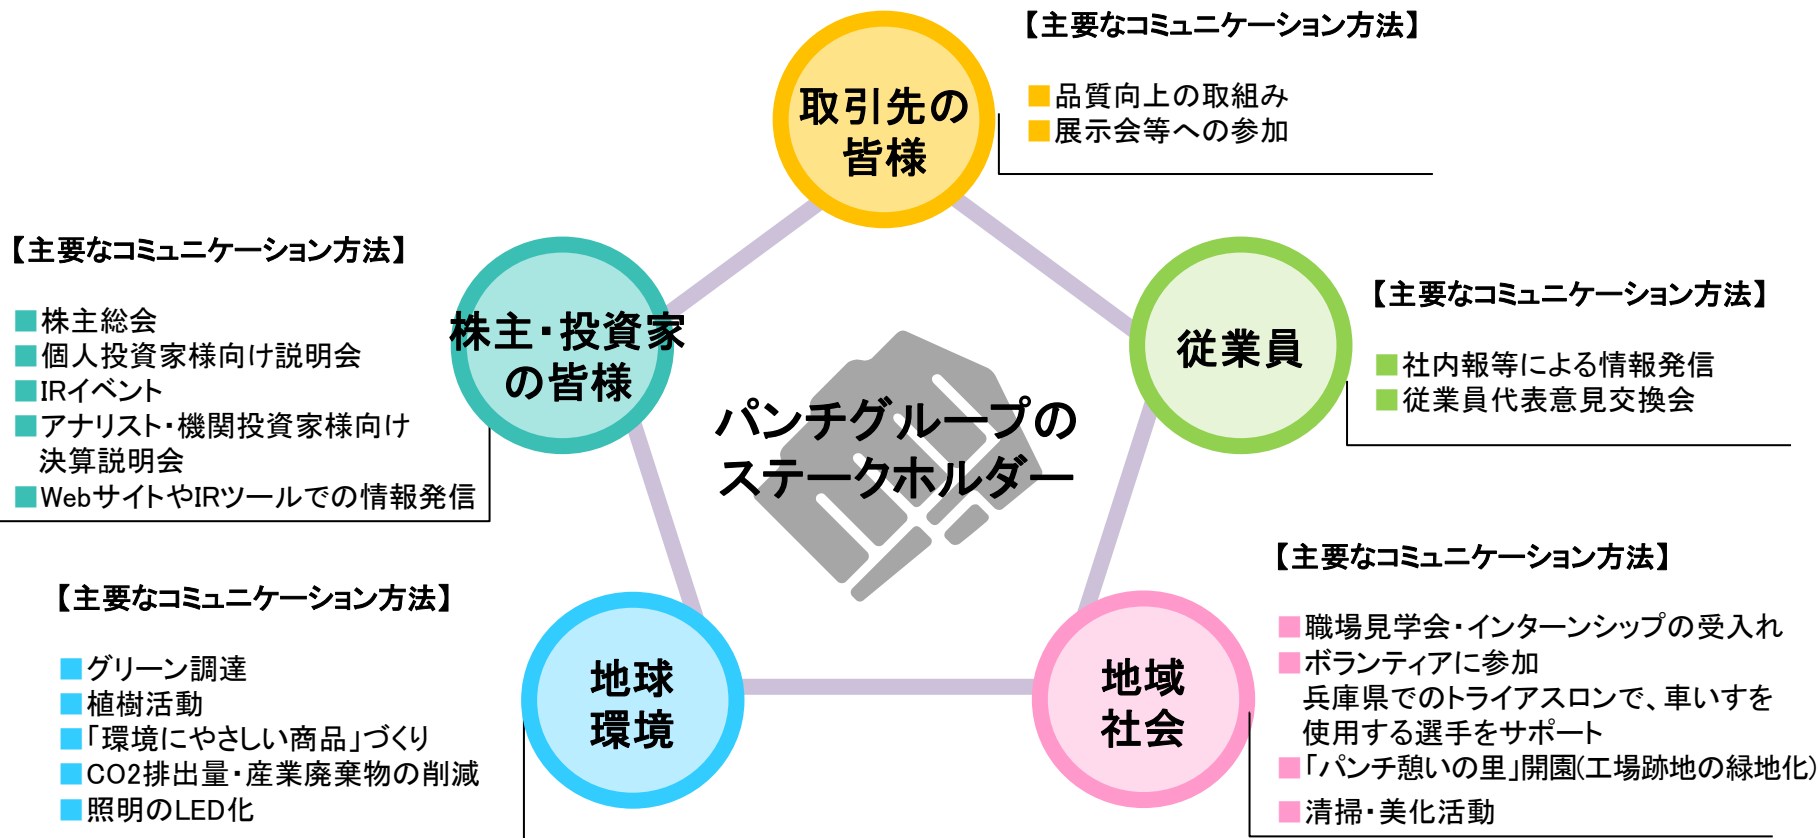 【主要なコミュニケーション方法】
■品質向上の取組み
■展示会等への参加
取引先の
皆様
【主要なコミュニケーション方法】
■株主総会
■個人投資家様向け説明会
■IRイベント
■アナリスト・機関投資家様向け
決算説明会
■WebサイトやIRツールでの情報発信
株主・投資家
の皆様
従業員
【主要なコミュニケーション方法】
■社内報等による情報発信
■従業員代表意見交換会
パンチグループの
ステークホルダー
【主要なコミュニケーション方法】
■グリーン調達
■植樹活動
■「環境にやさしい商品」づくり
■CO2排出量・産業廃棄物の削減
■照明のLED化
地球
環境
地域
社会
【主要なコミュニケーション方法】
■職場見学会・インターンシップの受入れ
■ボランティアに参加
兵庫県でのトライアスロンで、車いすを
使用する選手をサポート
■「パンチ憩いの里」開園(工場跡地の緑地化)
■清掃・美化活動